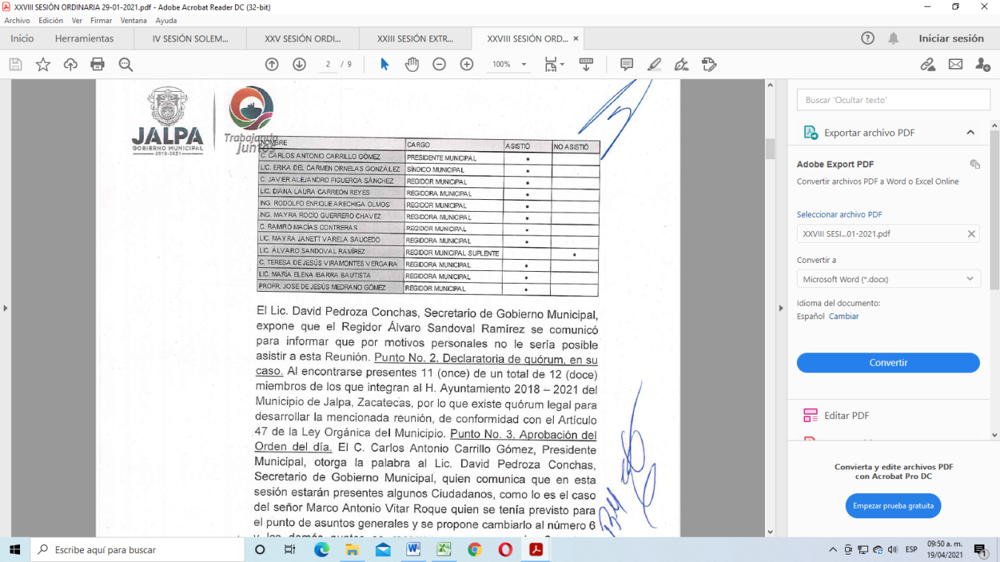 XXVIII SESIÓN ORDINARIA 29-01-2021.pdf - Adobe Acrobat Reader DC (32-bit)
Archivo Edición Ver Firmar Ventana Ayuda
Inicio Herramientas IV SESIÓN SOLEM... XXV SESIÓN ORDI... XXIII SESIÓN EXTR... XXVIII SESIÓN ORD... × Iniciar sesión
2 / 9 100%
JALPA
GOBIERNO MUNICIPAL
2018-2021
Trabajando
juntos
NOMBRE CARGO ASISTIÓ NO ASISTIÓ
C. CARLOS ANTONIO CARRILLO GÓMEZ PRESIDENTE MUNICIPAL •
LIC. ERIKA DEL CARMEN ORNELAS GONZÁLEZ SÍNDICO MUNICIPAL •
C. JAVIER ALEJANDRO FIGUEROA SÁNCHEZ REGIDOR MUNICIPAL •
LIC. DIANA LAURA CARREÓN REYES REGIDORA MUNICIPAL •
ING. RODOLFO ENRIQUE ARECHIGA OLMOS REGIDOR MUNICIPAL •
ING. MAYRA ROCÍO GUERRERO CHAVEZ REGIDORA MUNICIPAL •
C. RAMIRO MACÍAS CONTRERAS REGIDOR MUNICIPAL •
LIC. MAYRA JANETT VARELA SAUCEDO REGIDORA MUNICIPAL •
LIC. ÁLVARO SANDOVAL RAMÍREZ REGIDOR MUNICIPAL SUPLENTE •
C. TERESA DE JESÚS VIRAMONTES VERGARA REGIDORA MUNICIPAL •
LIC. MARÍA ELENA IBARRA BAUTISTA REGIDORA MUNICIPAL •
PROFR. JOSE DE JESÚS MEDRANO GÓMEZ REGIDOR MUNICIPAL •
El Lic. David Pedroza Conchas, Secretario de Gobierno Municipal,
expone que el Regidor Álvaro Sandoval Ramírez se comunicó
para informar que por motivos personales no le sería posible
asistir a esta Reunión. Punto No. 2. Declaratoria de quórum, en su
caso. Al encontrarse presentes 11 (once) de un total de 12 (doce)
miembros de los que integran al H. Ayuntamiento 2018 – 2021 del
Municipio de Jalpa, Zacatecas, por lo que existe quórum legal para
desarrollar la mencionada reunión, de conformidad con el Artículo
47 de la Ley Orgánica del Municipio. Punto No. 3. Aprobación del
Orden del día. El C. Carlos Antonio Carrillo Gómez, Presidente
Municipal, otorga la palabra al Lic. David Pedroza Conchas,
Secretario de Gobierno Municipal, quien comunica que en esta
sesión estarán presentes algunos Ciudadanos, como lo es el caso
del señor Marco Antonio Vitar Roque quien se tenía previsto para
el punto de asuntos generales y se propone cambiarlo al número 6
Buscar 'Ocultar texto'
Exportar archivo PDF
Adobe Export PDF
Convertir archivos PDF a Word o Excel Online
Seleccionar archivo PDF
XXVIII SESI...01-2021.pdf
Convertir a
Microsoft Word (*.docx)
Idioma del documento:
Español Cambiar
Convertir
Editar PDF
Convierta y edite archivos PDF
con Acrobat Pro DC
Empezar prueba gratuita
Escribe aquí para buscar
ESP
09:50 a. m.
19/04/2021
1